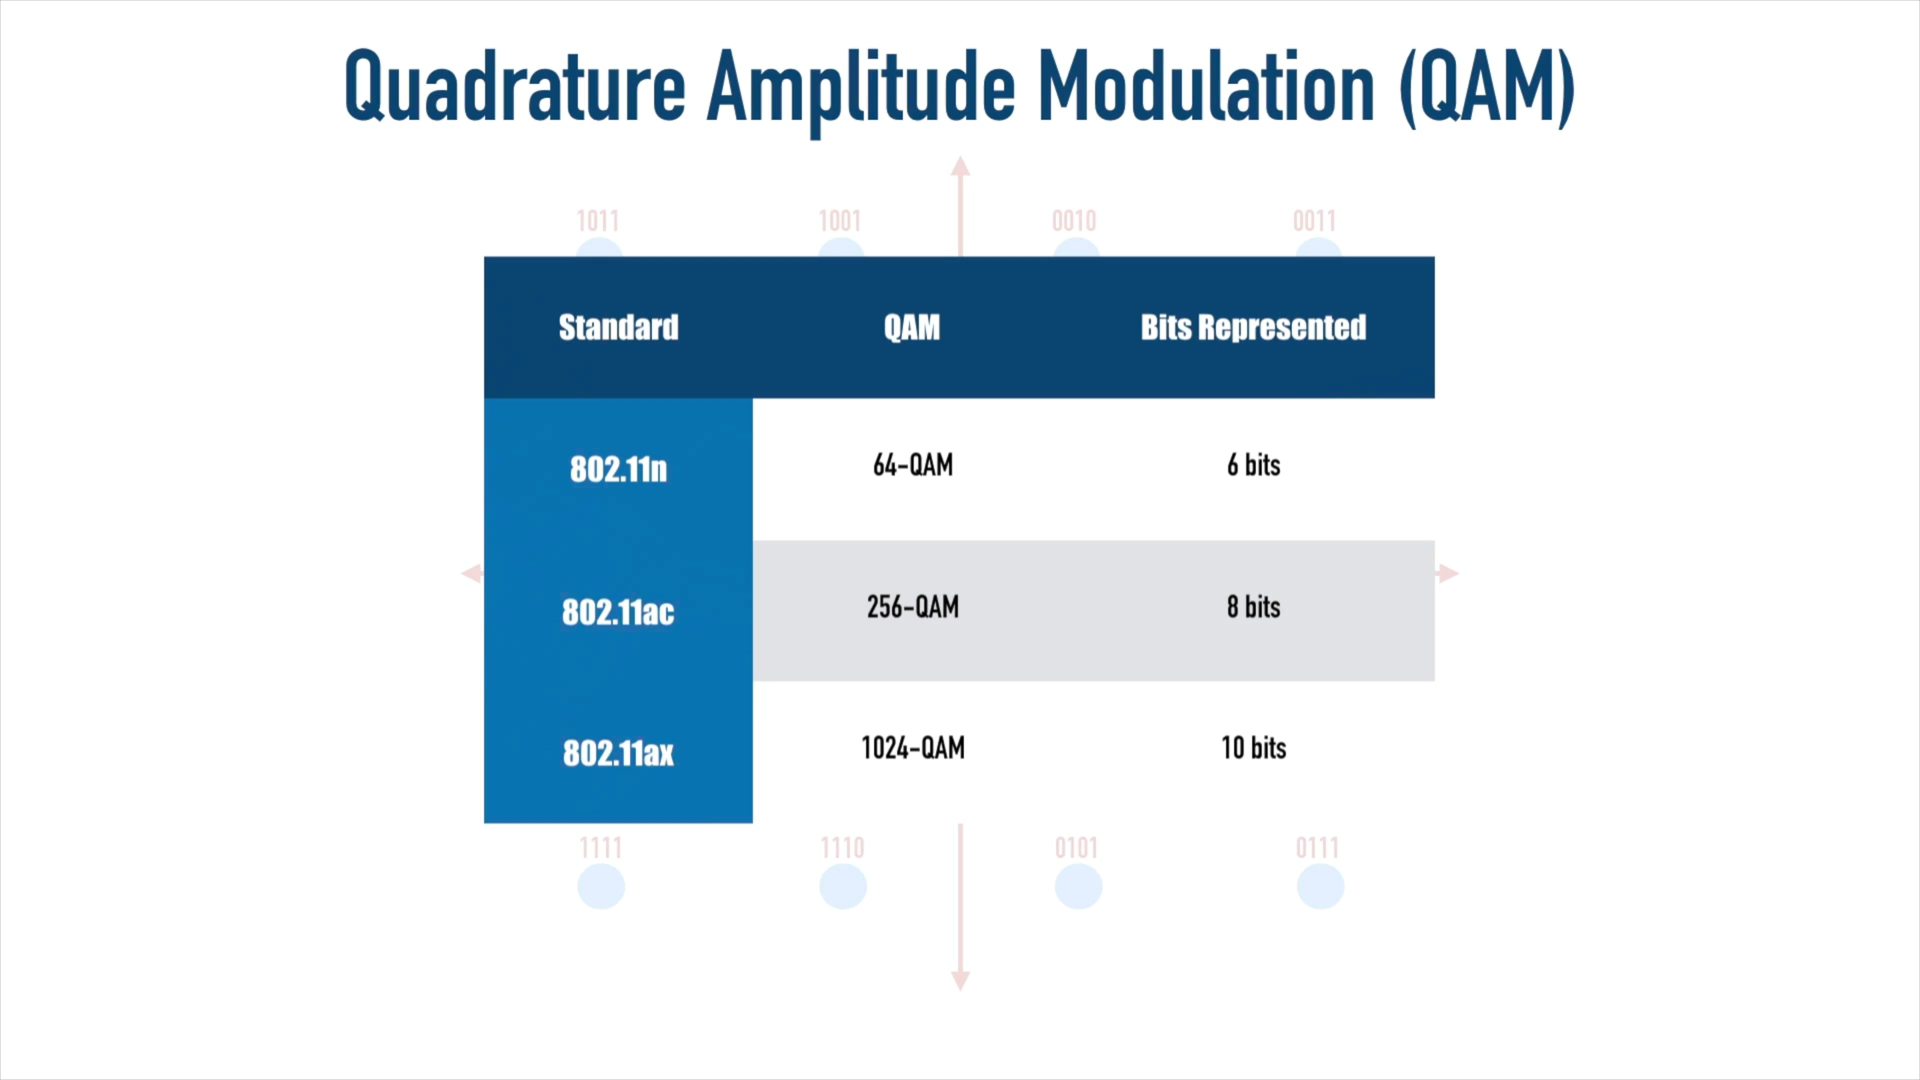 Quadrature Amplitude Modulation (QAM)
1011 1001 0010 0011
Standard QAM Bits Represented
802.11n 64-QAM 6 bits
802.11ac 256-QAM 8 bits
802.11ax 1024-QAM 10 bits
1111 1110 0101 0111